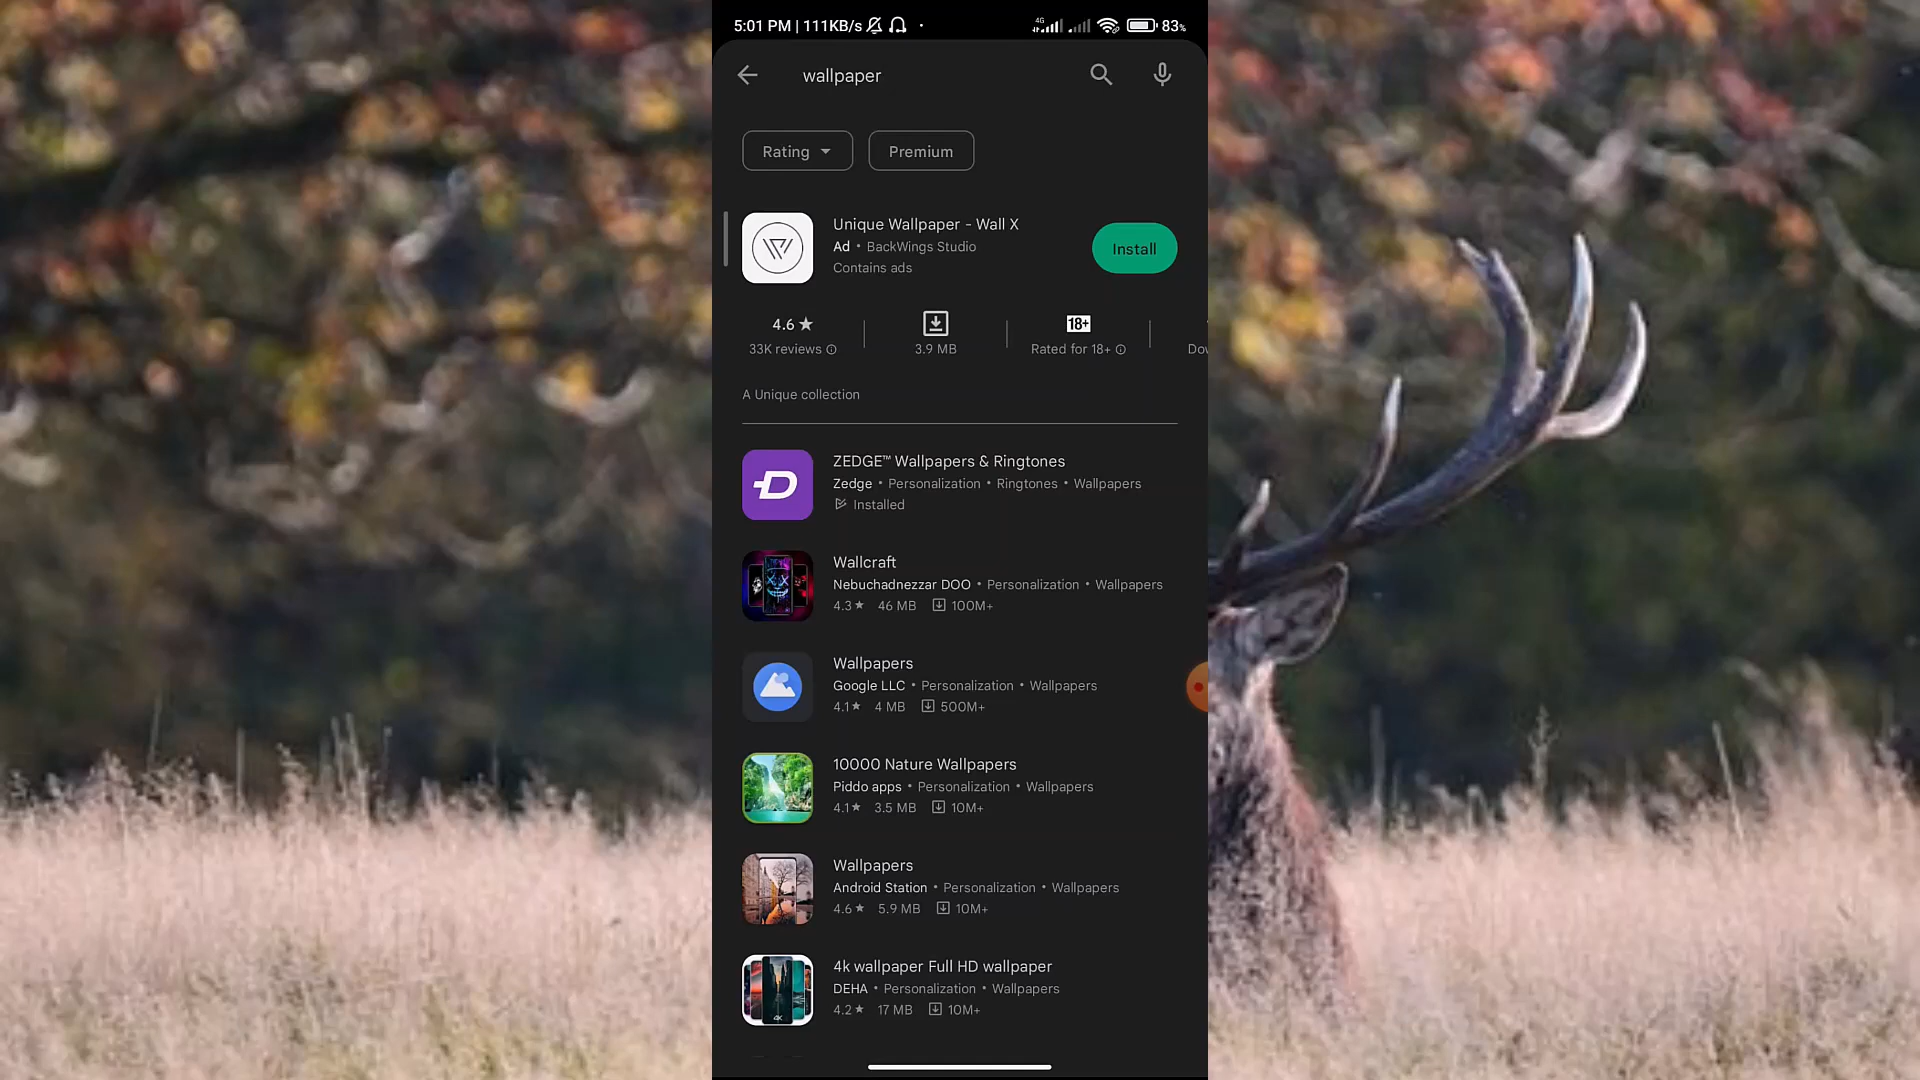 5:01 PM | 111KB/s 4G 83%
wallpaper
Rating Premium
Unique Wallpaper - Wall X
Ad • BackWings Studio
Contains ads
Install
4.6 ★ 18+
33K reviews 3.9 MB Rated for 18+ Dow
A Unique collection
ZEDGE™ Wallpapers & Ringtones
Zedge • Personalization • Ringtones • Wallpapers
Installed
Wallcraft
Nebuchadnezzar DOO • Personalization • Wallpapers
4.3★ 46 MB 100M+
Wallpapers
Google LLC • Personalization • Wallpapers
4.1★ 4 MB 500M+
10000 Nature Wallpapers
Piddo apps • Personalization • Wallpapers
4.1★ 3.5 MB 10M+
Wallpapers
Android Station • Personalization • Wallpapers
4.6★ 5.9 MB 10M+
4k wallpaper Full HD wallpaper
DEHA • Personalization • Wallpapers
4.2★ 17 MB 10M+
4K